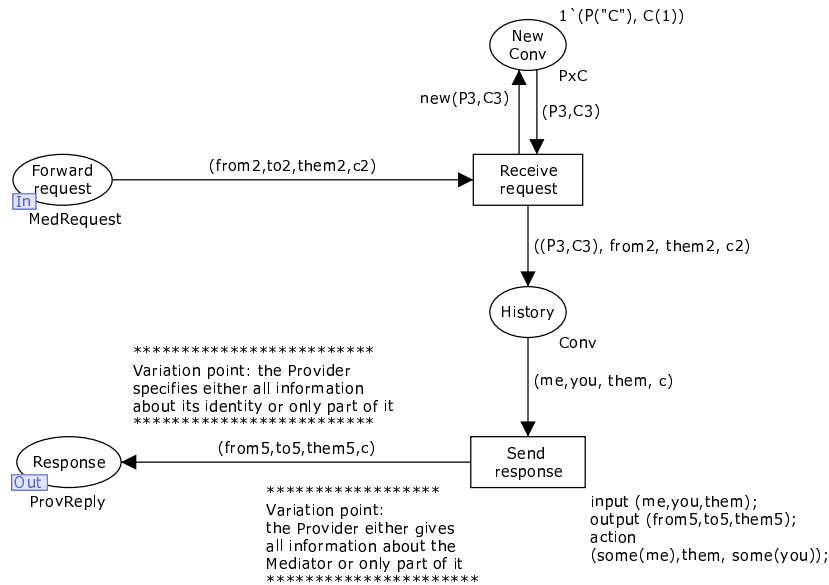 1`(P("C"), C(1))
New
Conv
PxC
new(P3,C3)
(P3,C3)
(from2,to2,them2,c2)
Forward
request
In
MedRequest
Receive
request
((P3,C3), from2, them2, c2)
History
Conv
*************************
Variation point: the Provider
specifies either all information
about its identity or only part of it
*************************
(me,you, them, c)
(from5,to5,them5,c)
Response
Out
ProvReply
Send
response
******************
Variation point:
the Provider either gives
all information about the
Mediator or only part of it
**********************
input (me,you,them);
output (from5,to5,them5);
action
(some(me),them, some(you));